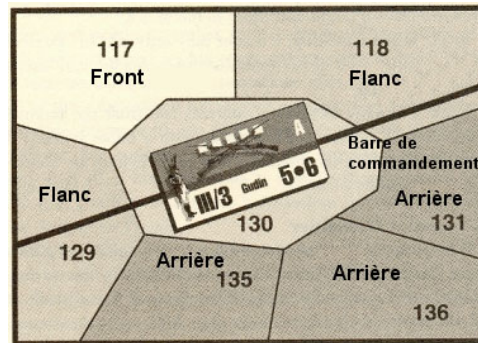 117
Front
118
Flanc
Barre de
commandement
A
III/3 Gudin 5•6
Flanc
129
130
Arrière
131
Arrière
135
Arrière
136